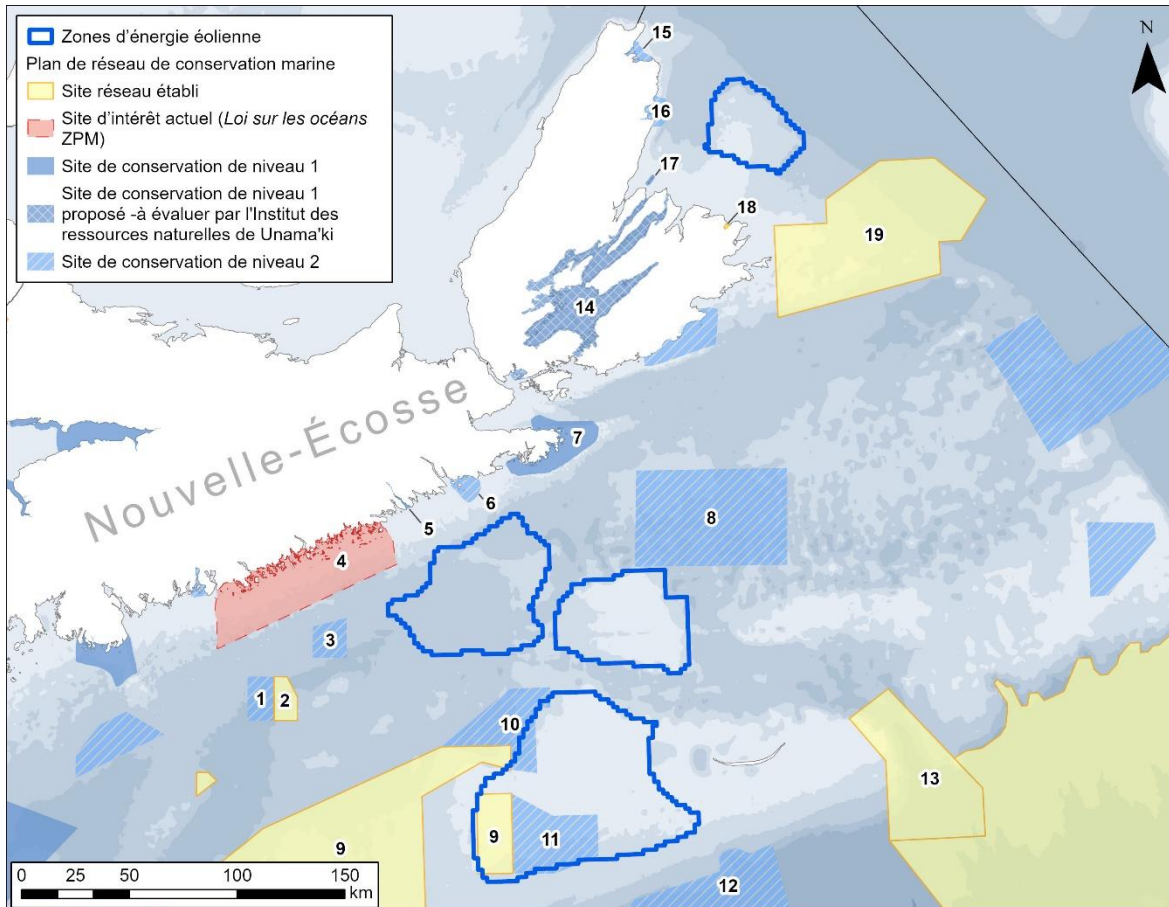 Zones d'énergie éolienne
Plan de réseau de conservation marine
Site réseau établi
Site d'intérêt actuel (Loi sur les océans
ZPM)
Site de conservation de niveau 1
Site de conservation de niveau 1
proposé -à évaluer par l'Institut des
ressources naturelles de Unama'ki
Site de conservation de niveau 2
N
15
16
17
18
19
14
Nouvelle-Écosse
7
6
5
8
4
3
1
2
10
13
9
9
11
12
0 25 50 100 150
km